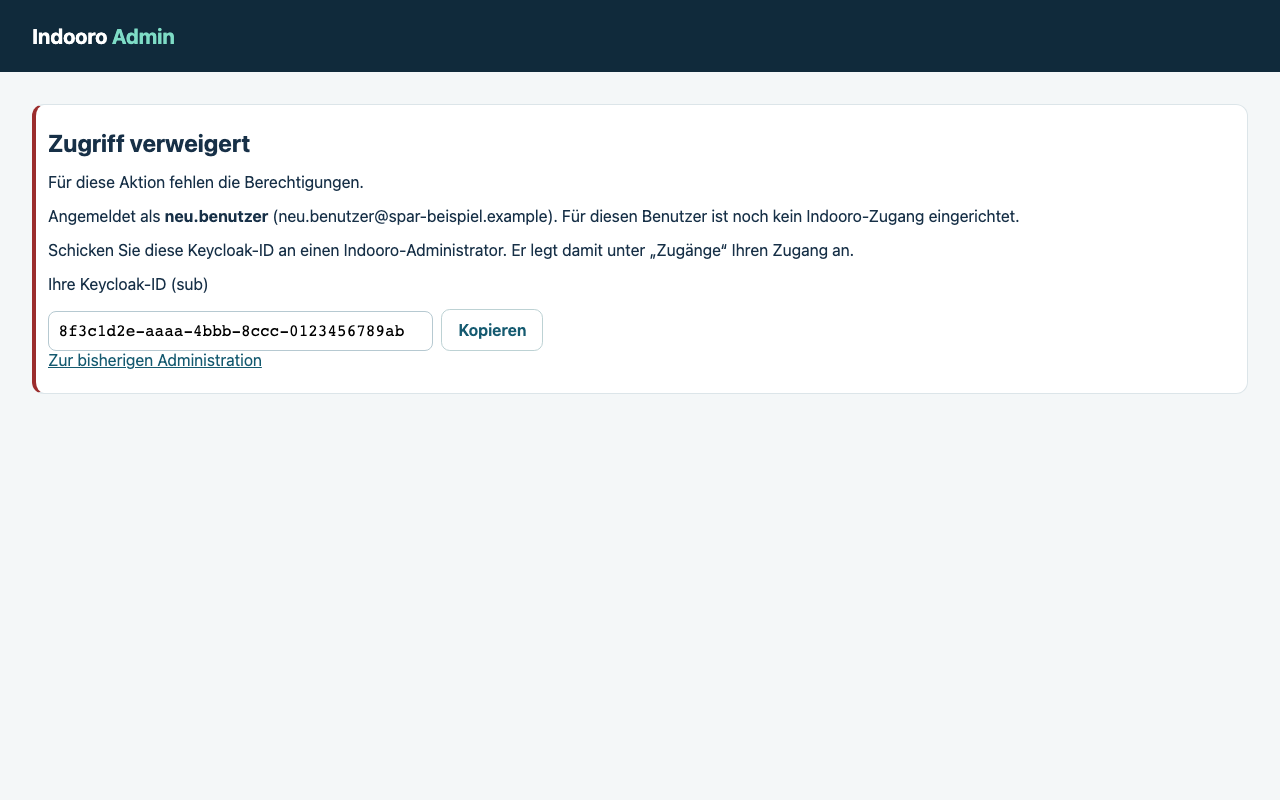 Indooro Admin
Zugriff verweigert
Für diese Aktion fehlen die Berechtigungen.
Angemeldet als neu.benutzer (neu.benutzer@spar-beispiel.example). Für diesen Benutzer ist noch kein Indooro-Zugang eingerichtet.
Schicken Sie diese Keycloak-ID an einen Indooro-Administrator. Er legt damit unter „Zugänge“ Ihren Zugang an.
Ihre Keycloak-ID (sub)
8f3c1d2e-aaaa-4bbb-8ccc-0123456789ab Kopieren
Zur bisherigen Administration